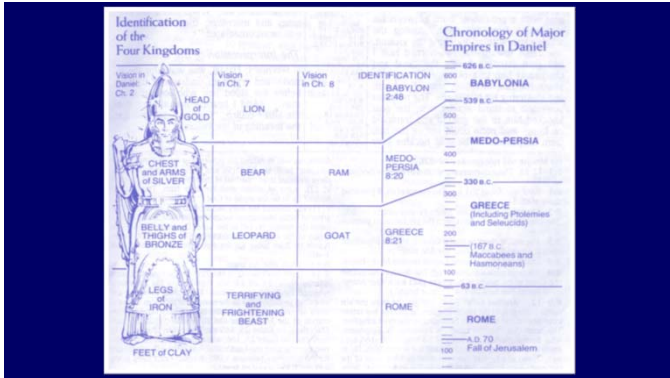 Identification
of the
Four Kingdoms
Chronology of Major
Empires in Daniel
Vision in
Daniel
Ch. 2
Vision
in Ch. 7
Vision
in Ch. 8
IDENTIFICATION
HEAD
of
GOLD
LION
BABYLON
2:48
CHEST
and ARMS
of SILVER
BEAR
RAM
MEDO-
PERSIA
8:20
BELLY and
THIGHS of
BRONZE
LEOPARD
GOAT
GREECE
8:21
LEGS
of
IRON
TERRIFYING
and
FRIGHTENING
BEAST
ROME
FEET of CLAY
626 B.C.
600
BABYLONIA
539 B.C.
500
MEDO-PERSIA
400
330 B.C.
300
GREECE
(Including Ptolemies
and Seleucids)
200
(167 B.C.
Maccabees and
Hasmoneans)
100
63 B.C.
ROME
A.D. 70
Fall of Jerusalem
100